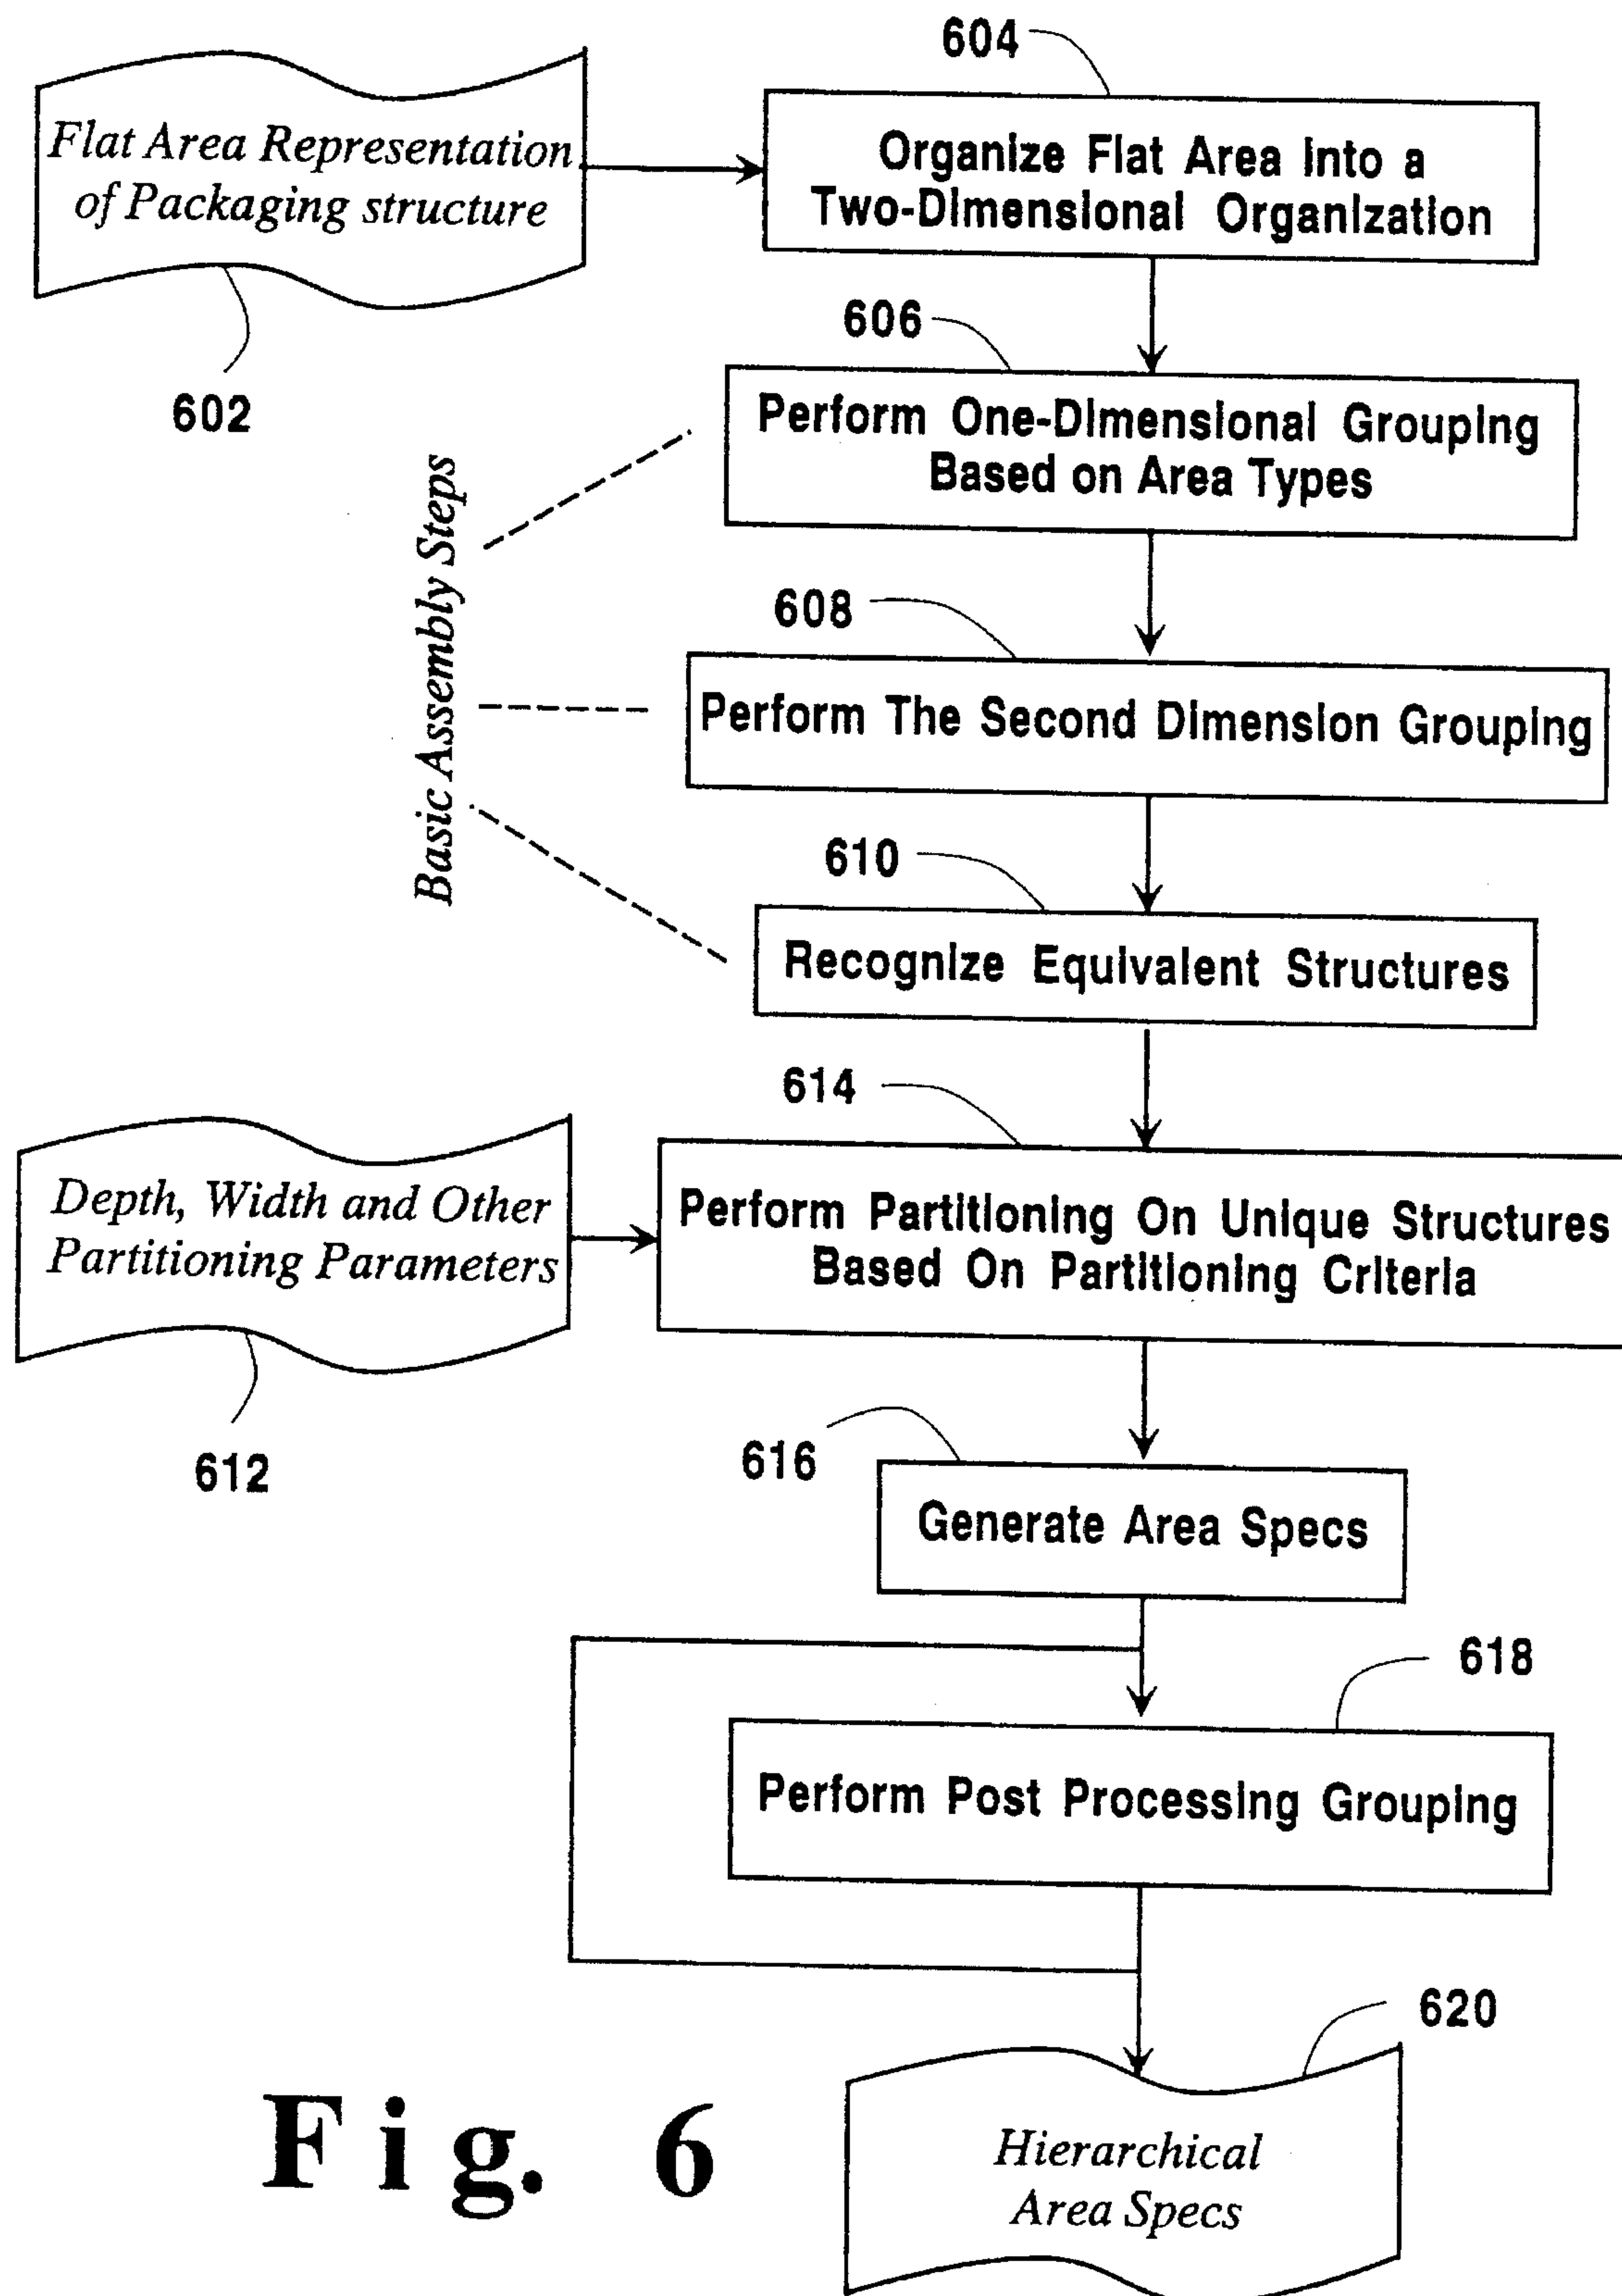 604
Flat Area Representation
of Packaging structure
Organize Flat Area into a
Two-Dimensional Organization
602
606
Perform One-Dimensional Grouping
Based on Area Types
Basic Assembly Steps
608
Perform The Second Dimension Grouping
610
Recognize Equivalent Structures
614
Depth, Width and Other
Partitioning Parameters
Perform Partitioning On Unique Structures
Based On Partitioning Criteria
612
616
Generate Area Specs
618
Perform Post Processing Grouping
620
Hierarchical
Area Specs
Fig. 6